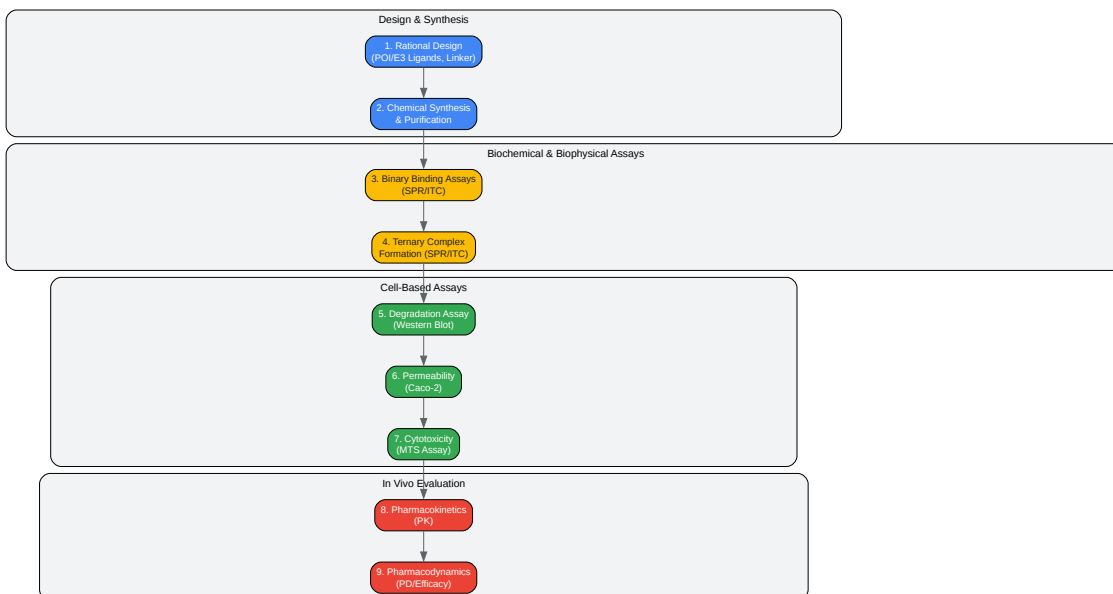 Design & Synthesis
1. Rational Design
(POI/E3 Ligands, Linker)
2. Chemical Synthesis
& Purification
Biochemical & Biophysical Assays
3. Binary Binding Assays
(SPR/ITC)
4. Ternary Complex
Formation (SPR/ITC)
Cell-Based Assays
5. Degradation Assay
(Western Blot)
6. Permeability
(Caco-2)
7. Cytotoxicity
(MTS Assay)
In Vivo Evaluation
8. Pharmacokinetics
(PK)
9. Pharmacodynamics
(PD/Efficacy)